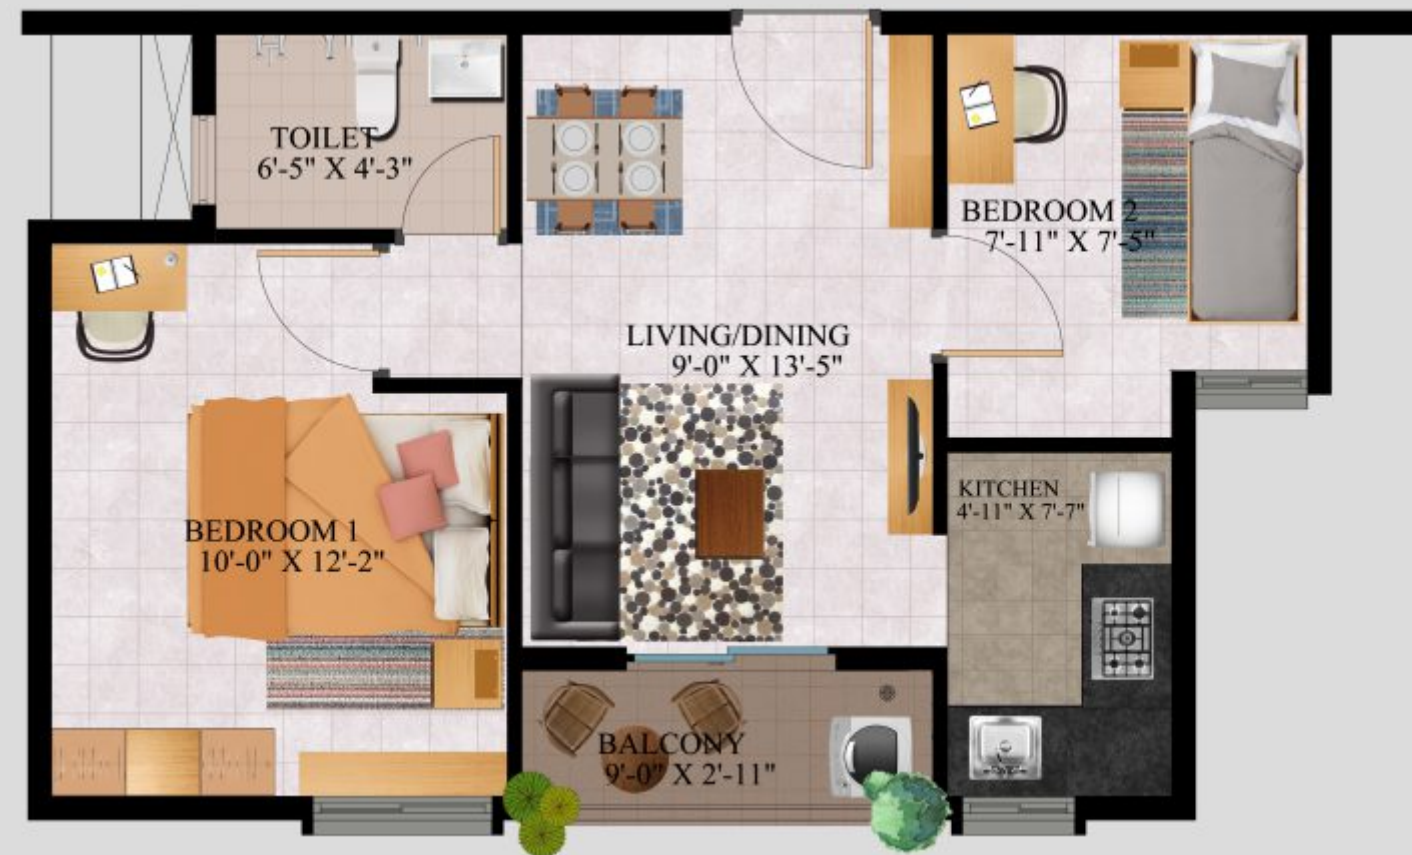 TOILET
6'-5" X 4'-3"
BEDROOM 2
7'-11" X 7'-5"
LIVING/DINING
9'-0" X 13'-5"
KITCHEN
4'-11" X 7'-7"
BEDROOM 1
10'-0" X 12'-2"
BALCONY
9'-0" X 2'-11"